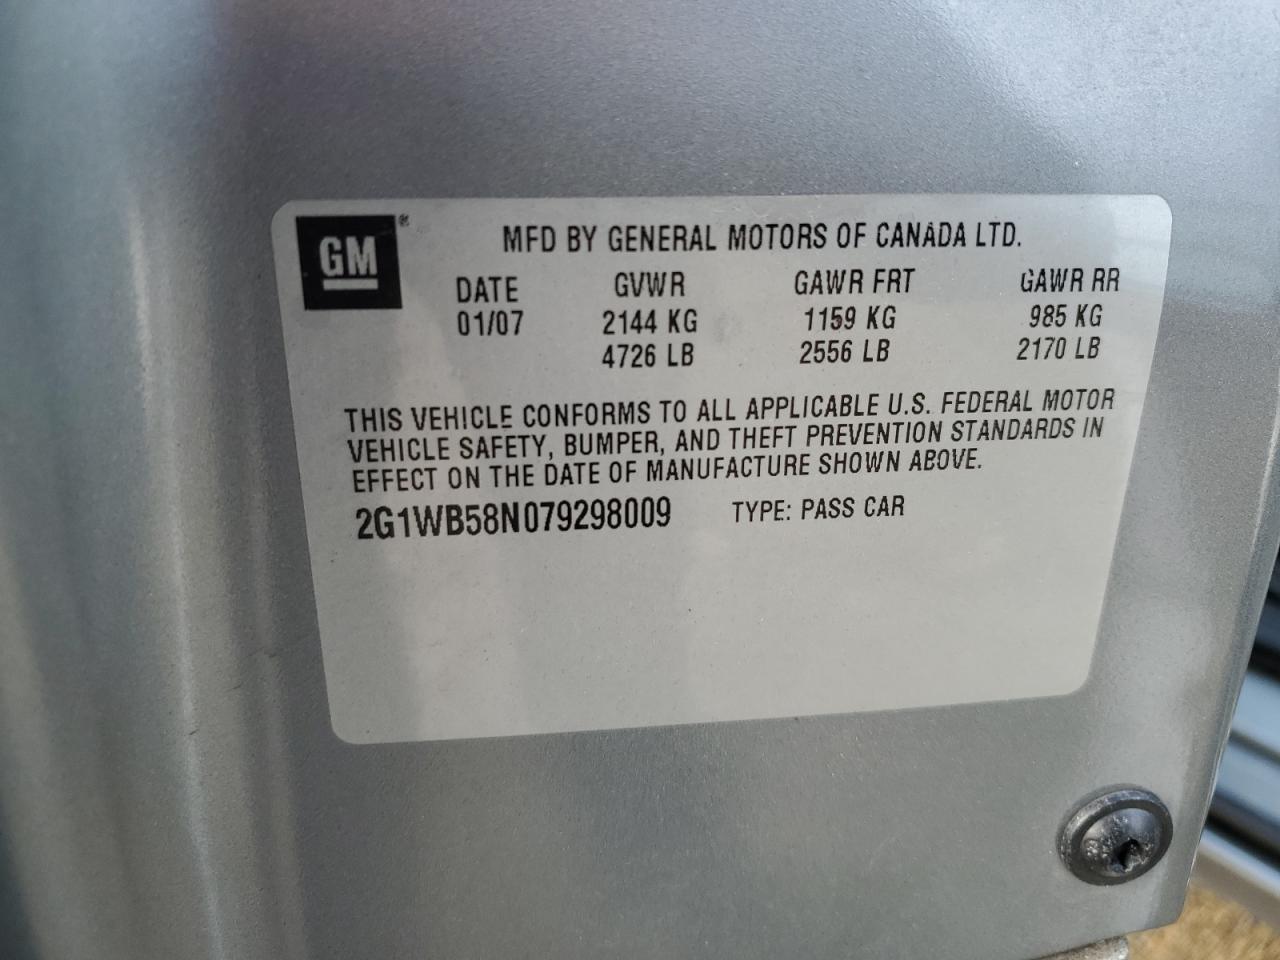 GM®
MFD BY GENERAL MOTORS OF CANADA LTD.
DATE GVWR GAWR FRT GAWR RR
01/07 2144 KG 1159 KG 985 KG
4726 LB 2556 LB 2170 LB
THIS VEHICLE CONFORMS TO ALL APPLICABLE U.S. FEDERAL MOTOR
VEHICLE SAFETY, BUMPER, AND THEFT PREVENTION STANDARDS IN
EFFECT ON THE DATE OF MANUFACTURE SHOWN ABOVE.
2G1WB58N079298009 TYPE: PASS CAR